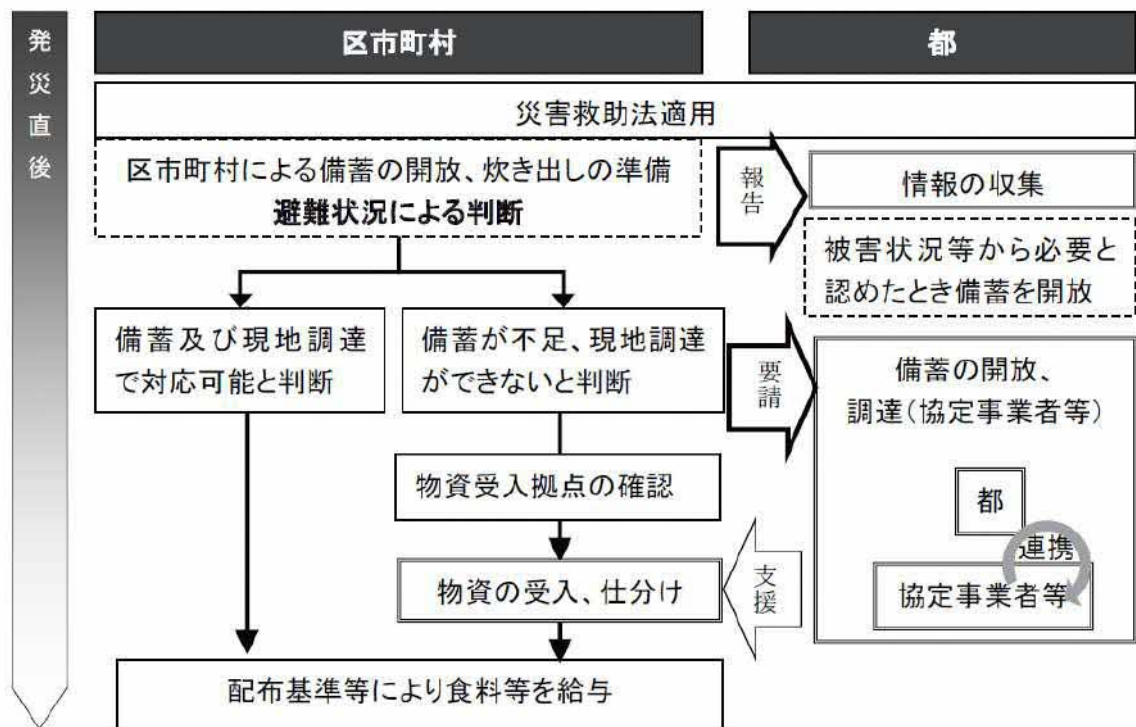 発災直後
区市町村
都
災害救助法適用
区市町村による備蓄の開放、炊き出しの準備
避難状況による判断
報告
情報の収集
被害状況等から必要と
認めたとき備蓄を開放
備蓄及び現地調達
で対応可能と判断
備蓄が不足、現地調達
ができないと判断
要請
備蓄の開放、
調達(協定事業者等)
物資受入拠点の確認
都
連携
協定事業者等
物資の受入、仕分け
支援
配布基準等により食料等を給与